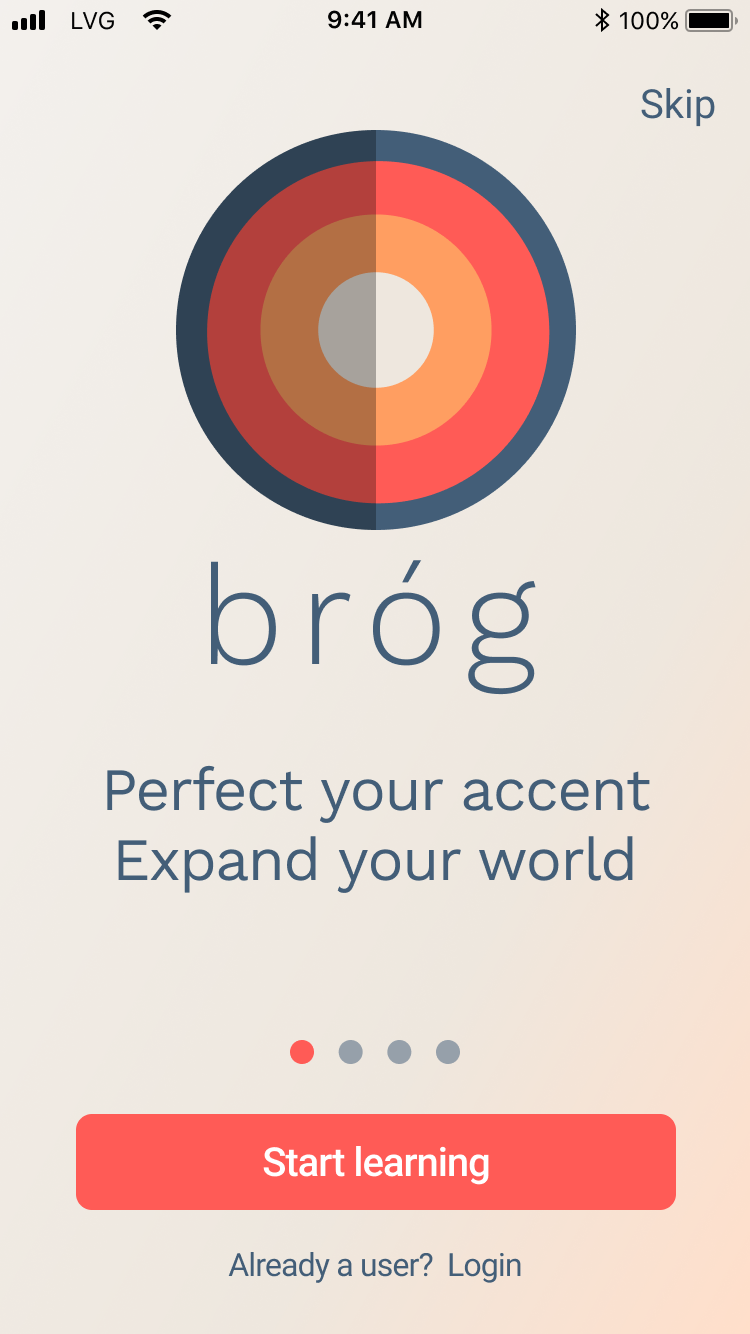 LVG 9:41 AM 100%
Skip
bróg
Perfect your accent
Expand your world
Start learning
Already a user? Login